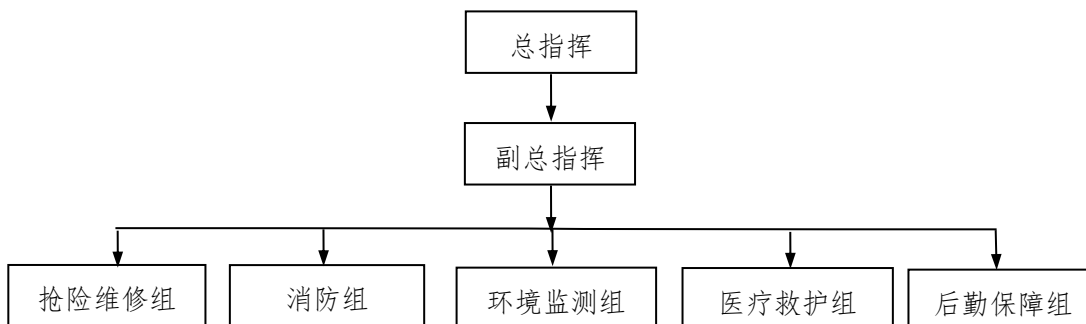 总指挥
副总指挥
抢险维修组
消防组
环境监测组
医疗救护组
后勤保障组